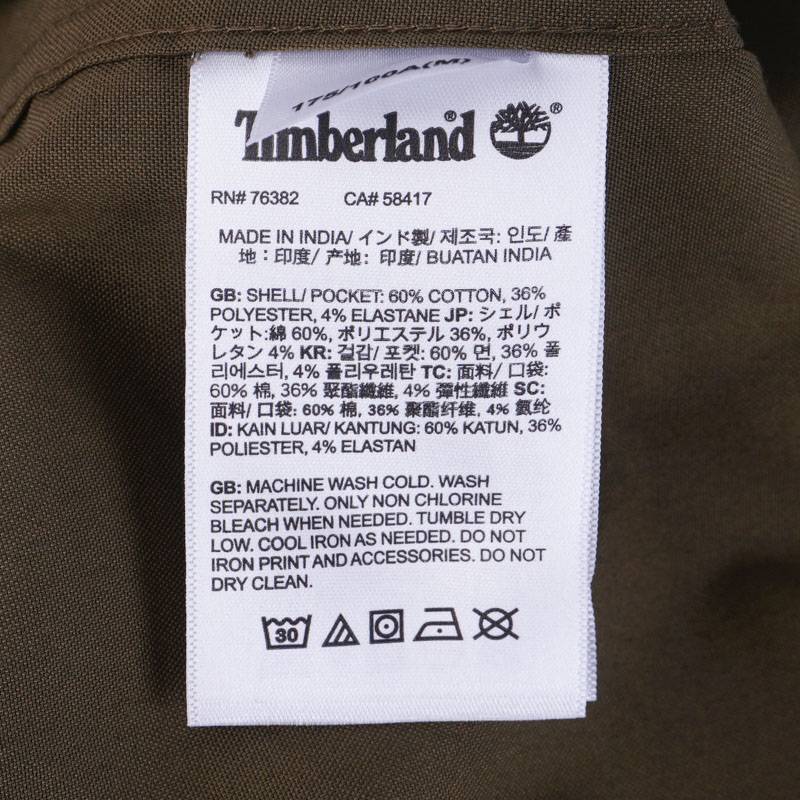 175/100A(M)
Timberland® ®
RN# 76382 CA# 58417
MADE IN INDIA/ インド製/ 제조국: 인도/ 產
地：印度/ 产地: 印度/ BUATAN INDIA
GB: SHELL/ POCKET: 60% COTTON, 36%
POLYESTER, 4% ELASTANE JP: シェル/ ポ
ケット:綿 60%, ポリエステル 36%, ポリウ
レタン 4% KR: 겉감/ 포켓: 60% 면, 36% 폴
리에스터, 4% 폴리우레탄 TC: 面料/ 口袋:
60% 棉, 36% 聚酯纖維, 4% 彈性纖維 SC:
面料/ 口袋: 60% 棉, 36% 聚酯纤维, 4% 氨纶
ID: KAIN LUAR/ KANTUNG: 60% KATUN, 36%
POLIESTER, 4% ELASTAN
GB: MACHINE WASH COLD. WASH
SEPARATELY. ONLY NON CHLORINE
BLEACH WHEN NEEDED. TUMBLE DRY
LOW. COOL IRON AS NEEDED. DO NOT
IRON PRINT AND ACCESSORIES. DO NOT
DRY CLEAN.
30